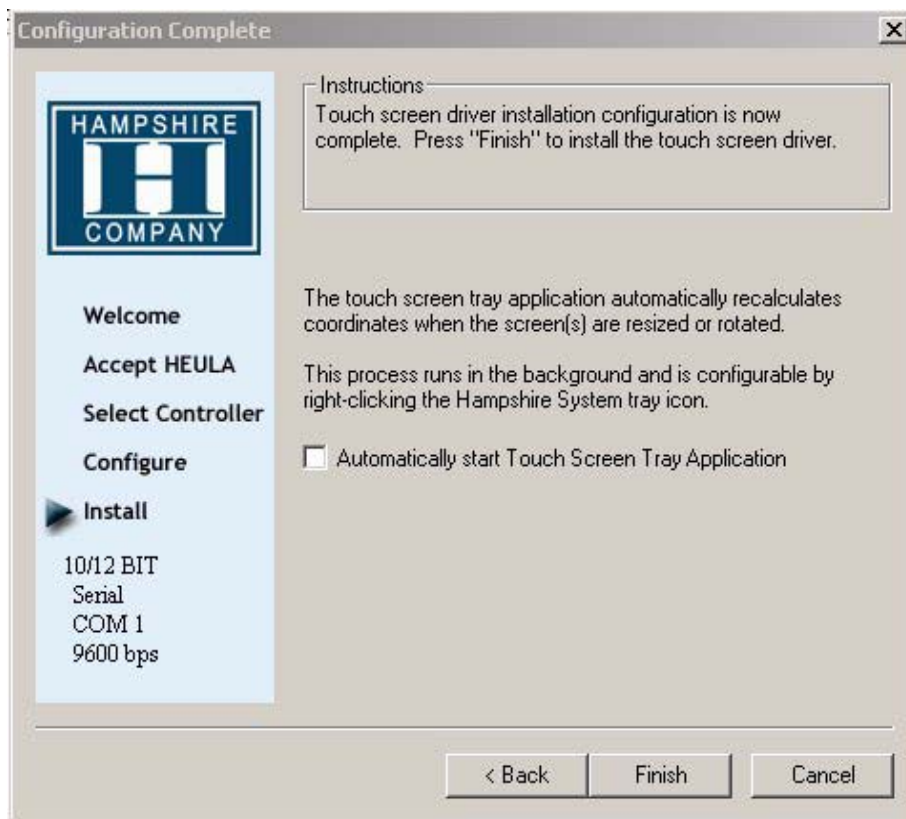 Configuration Complete
HAMPSHIRE
COMPANY
Welcome
Accept HEULA
Select Controller
Configure
Install
10/12 BIT
Serial
COM 1
9600 bps
Instructions
Touch screen driver installation configuration is now
complete. Press "Finish" to install the touch screen driver.
The touch screen tray application automatically recalculates
coordinates when the screen(s) are resized or rotated.
This process runs in the background and is configurable by
right-clicking the Hampshire System tray icon.
Automatically start Touch Screen Tray Application
< Back
Finish
Cancel